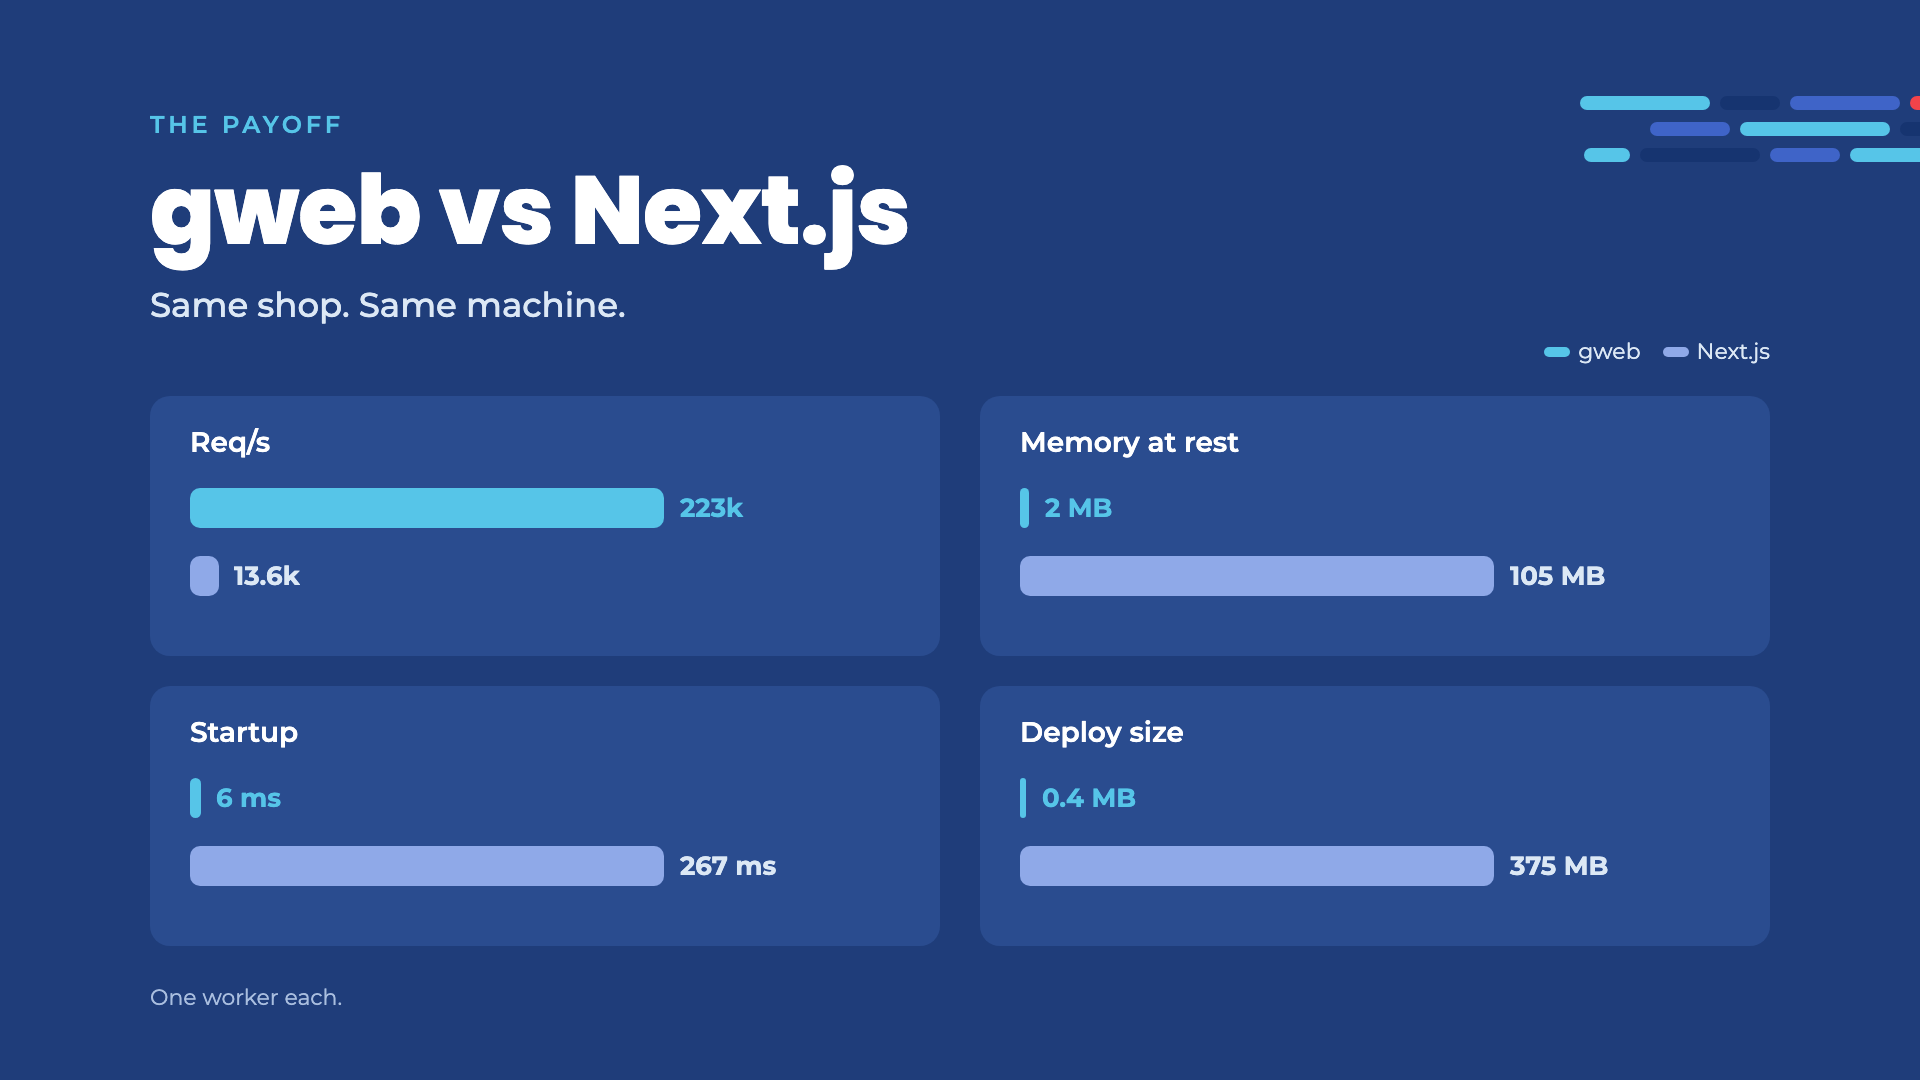 THE PAYOFF
gweb vs Next.js
Same shop. Same machine.
gweb
Next.js
Req/s
223k
13.6k
Memory at rest
2 MB
105 MB
Startup
6 ms
267 ms
Deploy size
0.4 MB
375 MB
One worker each.